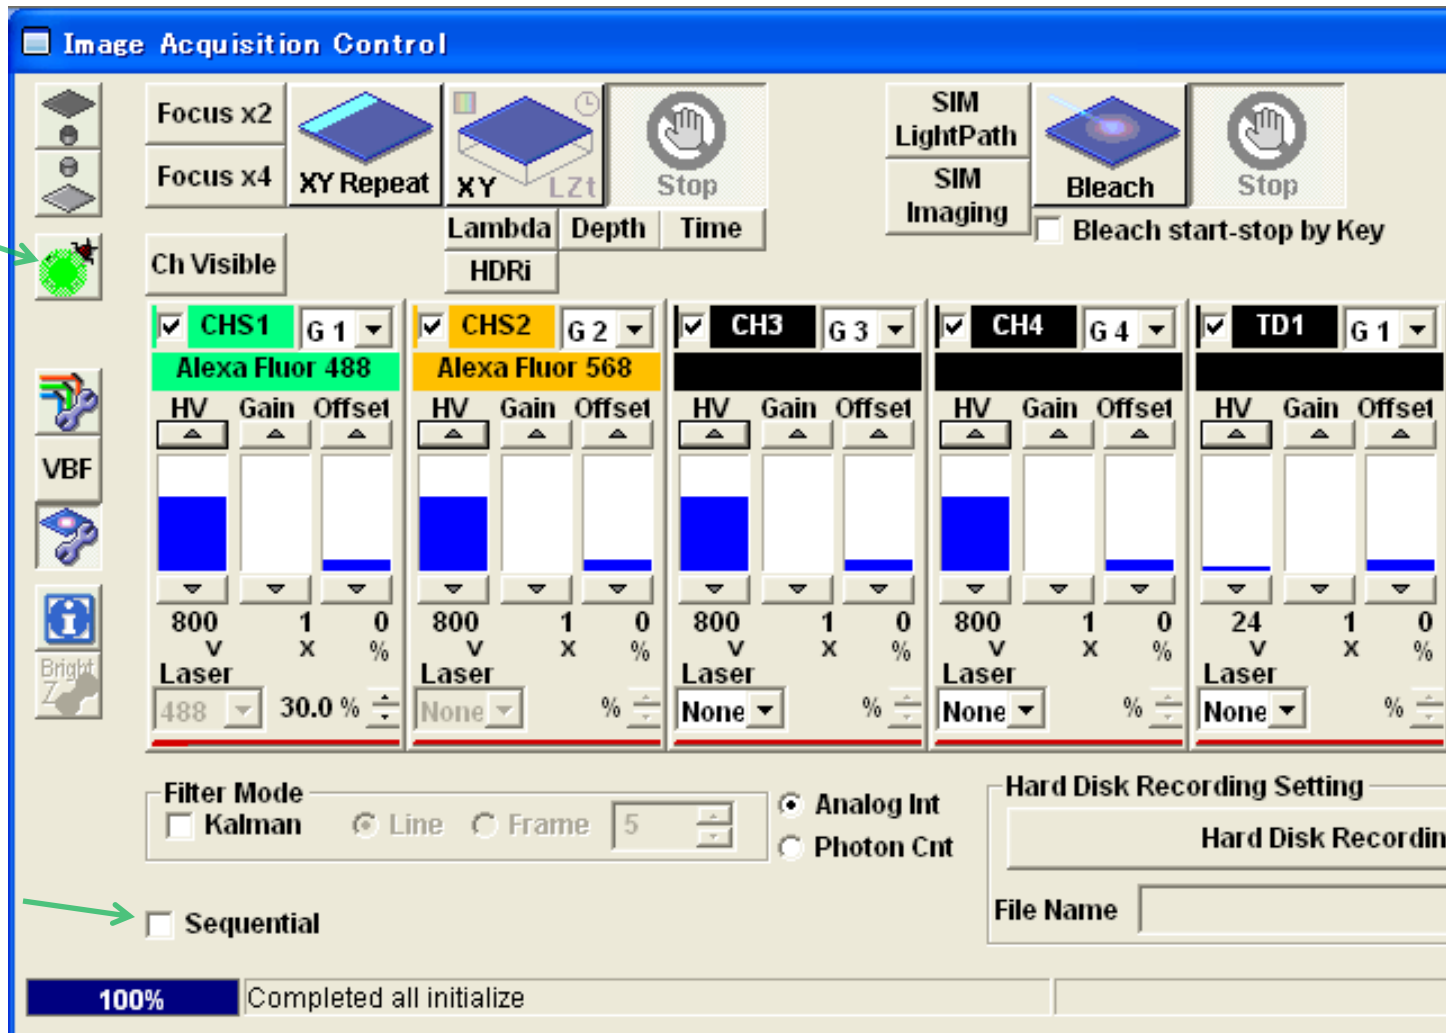 Image Acquisition Control
Focus x2
Focus x4
XY Repeat
XY
LZt
Stop
SIM
LightPath
SIM
Imaging
Bleach
Stop
Lambda Depth Time
HDRi
Bleach start-stop by Key
Ch Visible
CHS1 G 1 CHS2 G 2 CH3 G 3 CH4 G 4 TD1 G 1
Alexa Fluor 488 Alexa Fluor 568
HV Gain Offset HV Gain Offset HV Gain Offset HV Gain Offset HV Gain Offset
VBF
800 1 0 800 1 0 800 1 0 800 1 0 24 1 0
V X % V X % V X % V X % V X %
Bright
Z
Laser Laser Laser Laser Laser
488 30.0 % None % None % None % None %
Filter Mode
Kalman Line Frame 5
Analog Int
Photon Cnt
Hard Disk Recording Setting
Hard Disk Recordin
File Name
Sequential
100% Completed all initialize